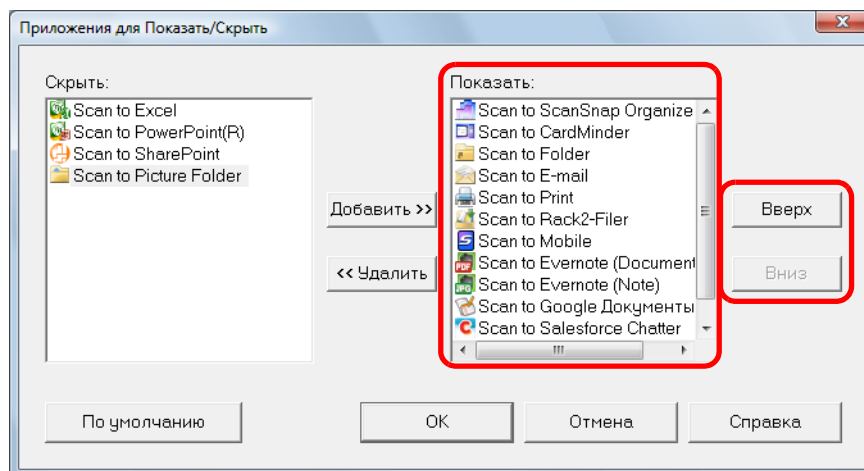 Приложения для Показать/Скрыть
Скрыть:
Scan to Excel
Scan to PowerPoint(R)
Scan to SharePoint
Scan to Picture Folder
Добавить >>
<< Удалить
Показать:
Scan to ScanSnap Organize
Scan to CardMinder
Scan to Folder
Scan to E-mail
Scan to Print
Scan to Rack2-Filer
Scan to Mobile
Scan to Evernote (Document
Scan to Evernote (Note)
Scan to Google Документы
Scan to Salesforce Chatter
Вверх
Вниз
По умолчанию
OK
Отмена
Справка